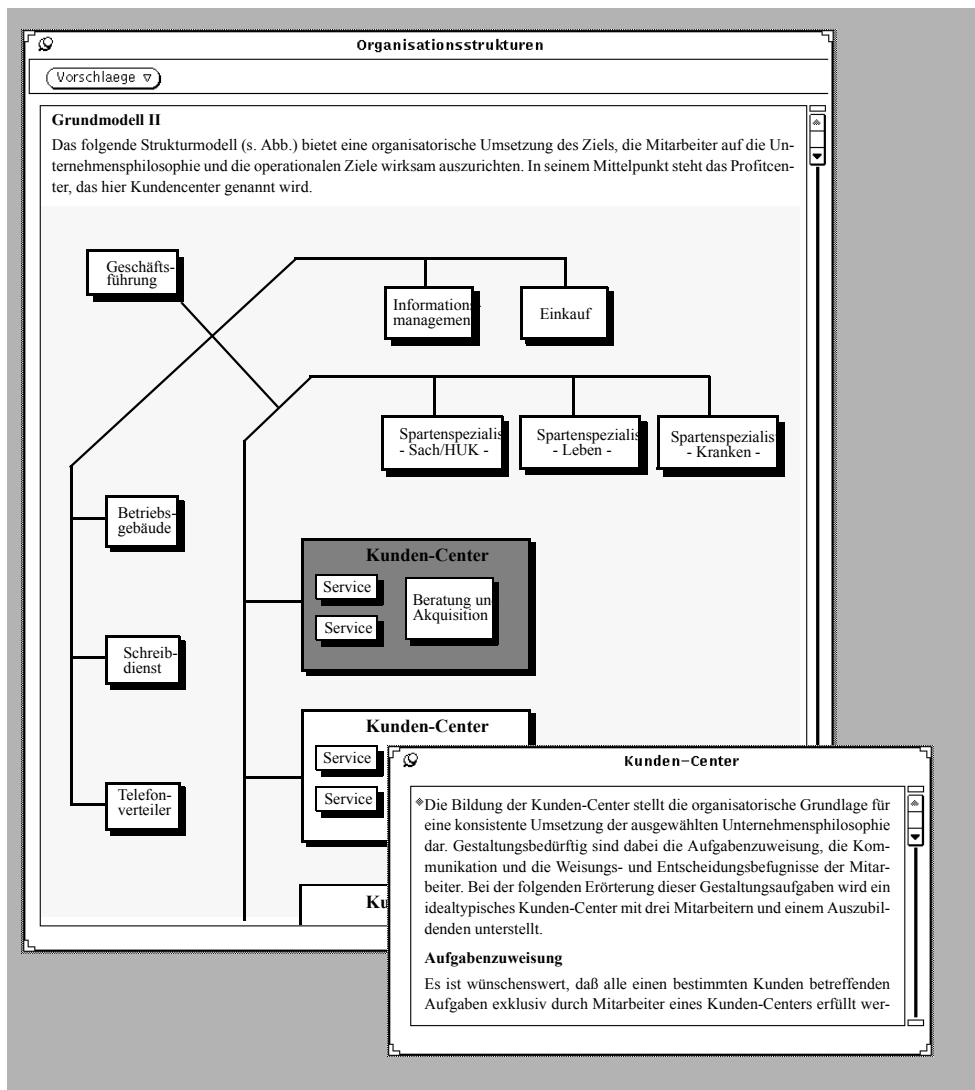 Organisationsstrukturen
Vorschlaege
Grundmodell II
Das folgende Strukturmodell (s. Abb.) bietet eine organisatorische Umsetzung des Ziels, die Mitarbeiter auf die Un-
ternehmensphilosophie und die operationalen Ziele wirksam auszurichten. In seinem Mittelpunkt steht das Profitcen-
ter, das hier Kundencenter genannt wird.
Geschäfts-
führung
Informations
managemen
Einkauf
Spartenspezialis
- Sach/HUK -
Spartenspezialis
- Leben -
Spartenspezialis
- Kranken -
Betriebs-
gebäude
Kunden-Center
Service
Service
Beratung un
Akquisition
Schreib-
dienst
Kunden-Center
Service
Service
Telefon-
verteiler
Ku
Kunden-Center
Die Bildung der Kunden-Center stellt die organisatorische Grundlage für
eine konsistente Umsetzung der ausgewählten Unternehmensphilosophie
dar. Gestaltungsbedürftig sind dabei die Aufgabenzuweisung, die Kom-
munikation und die Weisungs- und Entscheidungsbefugnisse der Mitar-
beiter. Bei der folgenden Erörterung dieser Gestaltungsaufgaben wird ein
idealtypisches Kunden-Center mit drei Mitarbeitern und einem Auszubil-
denden unterstellt.
Aufgabenzuweisung
Es ist wünschenswert, daß alle einen bestimmten Kunden betreffenden
Aufgaben exklusiv durch Mitarbeiter eines Kunden-Centers erfüllt wer-